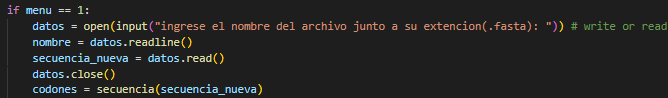 if menu == 1:
datos = open(input("ingrese el nombre del archivo junto a su extencion(.fasta): ")) # write or read
nombre = datos.readline()
secuencia_nueva = datos.read()
datos.close()
codones = secuencia(secuencia_nueva)